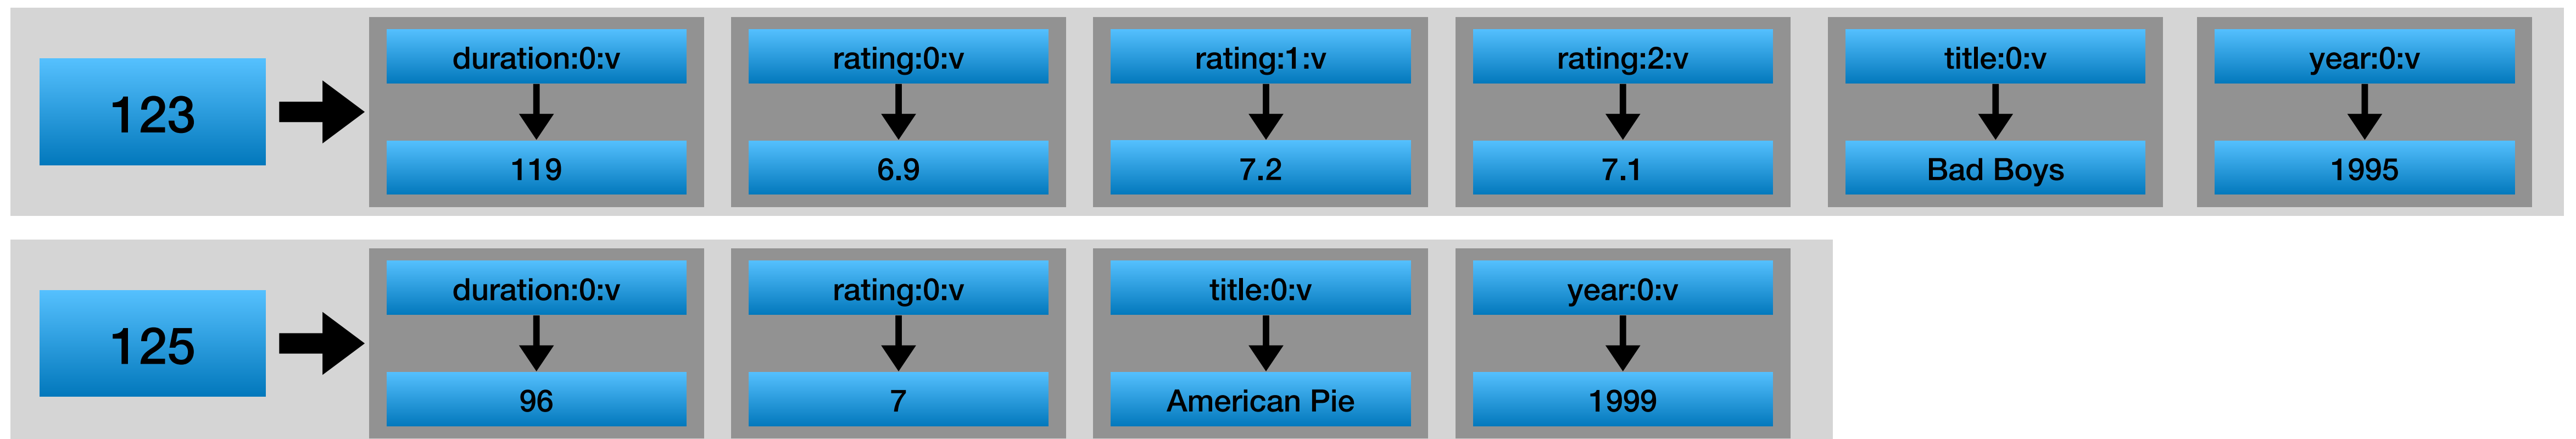 123
duration:0:v
rating:0:v
rating:1:v
rating:2:v
title:0:v
year:0:v
119
6.9
7.2
7.1
Bad Boys
1995
125
duration:0:v
rating:0:v
title:0:v
year:0:v
96
7
American Pie
1999